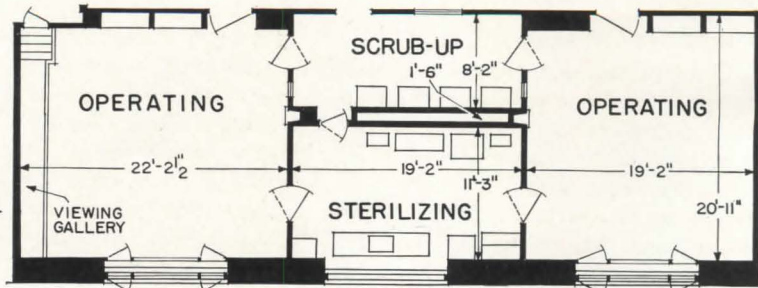 SCRUB-UP
1'-6" 8'-2"
OPERATING
OPERATING
22'-2½"
19'-2"
11'-3"
19'-2"
VIEWING
GALLERY
STERILIZING
20'-11"